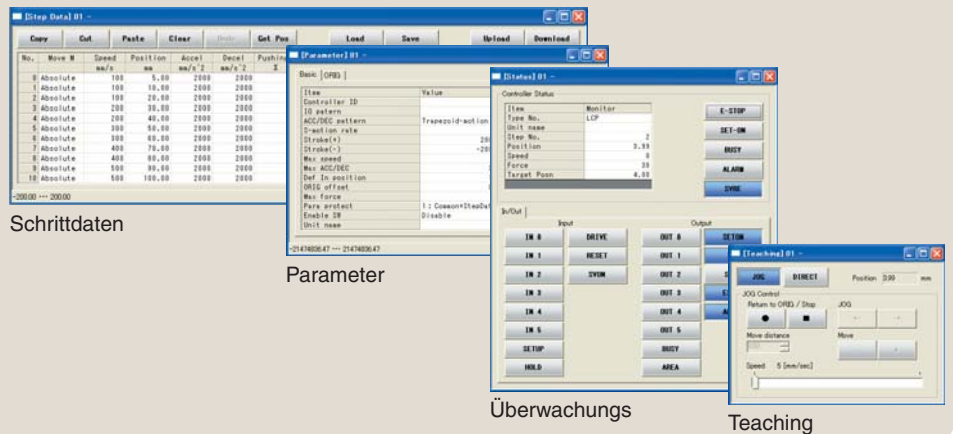 [Step Data] 01 -
Copy Cut Paste Clear Undo Get Pos Load Save Upload Download
No. Move M Speed Position Accel Decel Pushing
mm/s mm mm/s^2 mm/s^2 %
0 Absolute 100 5.00 2000 2000
1 Absolute 100 10.00 2000 2000
2 Absolute 100 20.00 2000 2000
3 Absolute 200 30.00 2000 2000
4 Absolute 200 40.00 2000 2000
5 Absolute 300 50.00 2000 2000
6 Absolute 300 60.00 2000 2000
7 Absolute 400 70.00 2000 2000
8 Absolute 400 80.00 2000 2000
9 Absolute 500 90.00 2000 2000
10 Absolute 500 100.00 2000 2000
-200.00 --- 200.00
Schrittdaten
[Parameter] 01 -
Basic ORIG
Item Value
Controller ID
IO patern
ACC/DEC pattern Trapezoid-motion
S-motion rate
Stroke(+) 20
Stroke(-) -20
Max speed
Max ACC/DEC
Def In position
ORIG offset
Max force
Para protect 1: Common+StepDat
Enable SW Disable
Unit name
-21474836.47 --- 21474836.47
Parameter
[Status] 01 -
Controller Status
Item Monitor
Type No. LCP
Unit name
Step No. 2
Position 3.99
Speed 0
Force 39
Target Posn 4.00
E-STOP
SET-ON
BUSY
ALARM
SVRE
In/Out
Input Output
IN 0 DRIVE OUT 0 SETON
IN 1 RESET OUT 1
IN 2 SVON OUT 2
IN 3 OUT 3
IN 4 OUT 4
IN 5 OUT 5
SETUP BUSY
HOLD AREA
Überwachungs
[Teaching] 01 -
JOG DIRECT Position 3.99 mm
JOG Control
Return to ORIG / Stop JOG
Move distance Move
Speed 5 [mm/sec]
Teaching